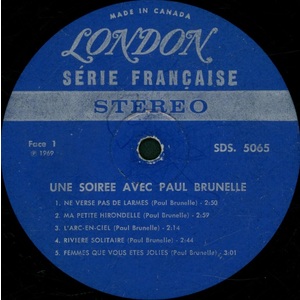 MADE IN CANADA
LONDON
SÉRIE FRANÇAISE
STEREO
Face 1
SDS. 5065
℗ 1969
UNE SOIREE AVEC PAUL BRUNELLE
1. NE VERSE PAS DE LARMES (Paul Brunelle) - 2:50
2. MA PETITE HIRONDELLE (Paul Brunelle) - 2:59
3. L'ARC-EN-CIEL (Paul Brunelle) - 2:14
4. RIVIERE SOLITAIRE (Paul Brunelle) - 2:44
5. FEMMES QUE VOUS ETES JOLIES (Paul Brunelle) - 3:01